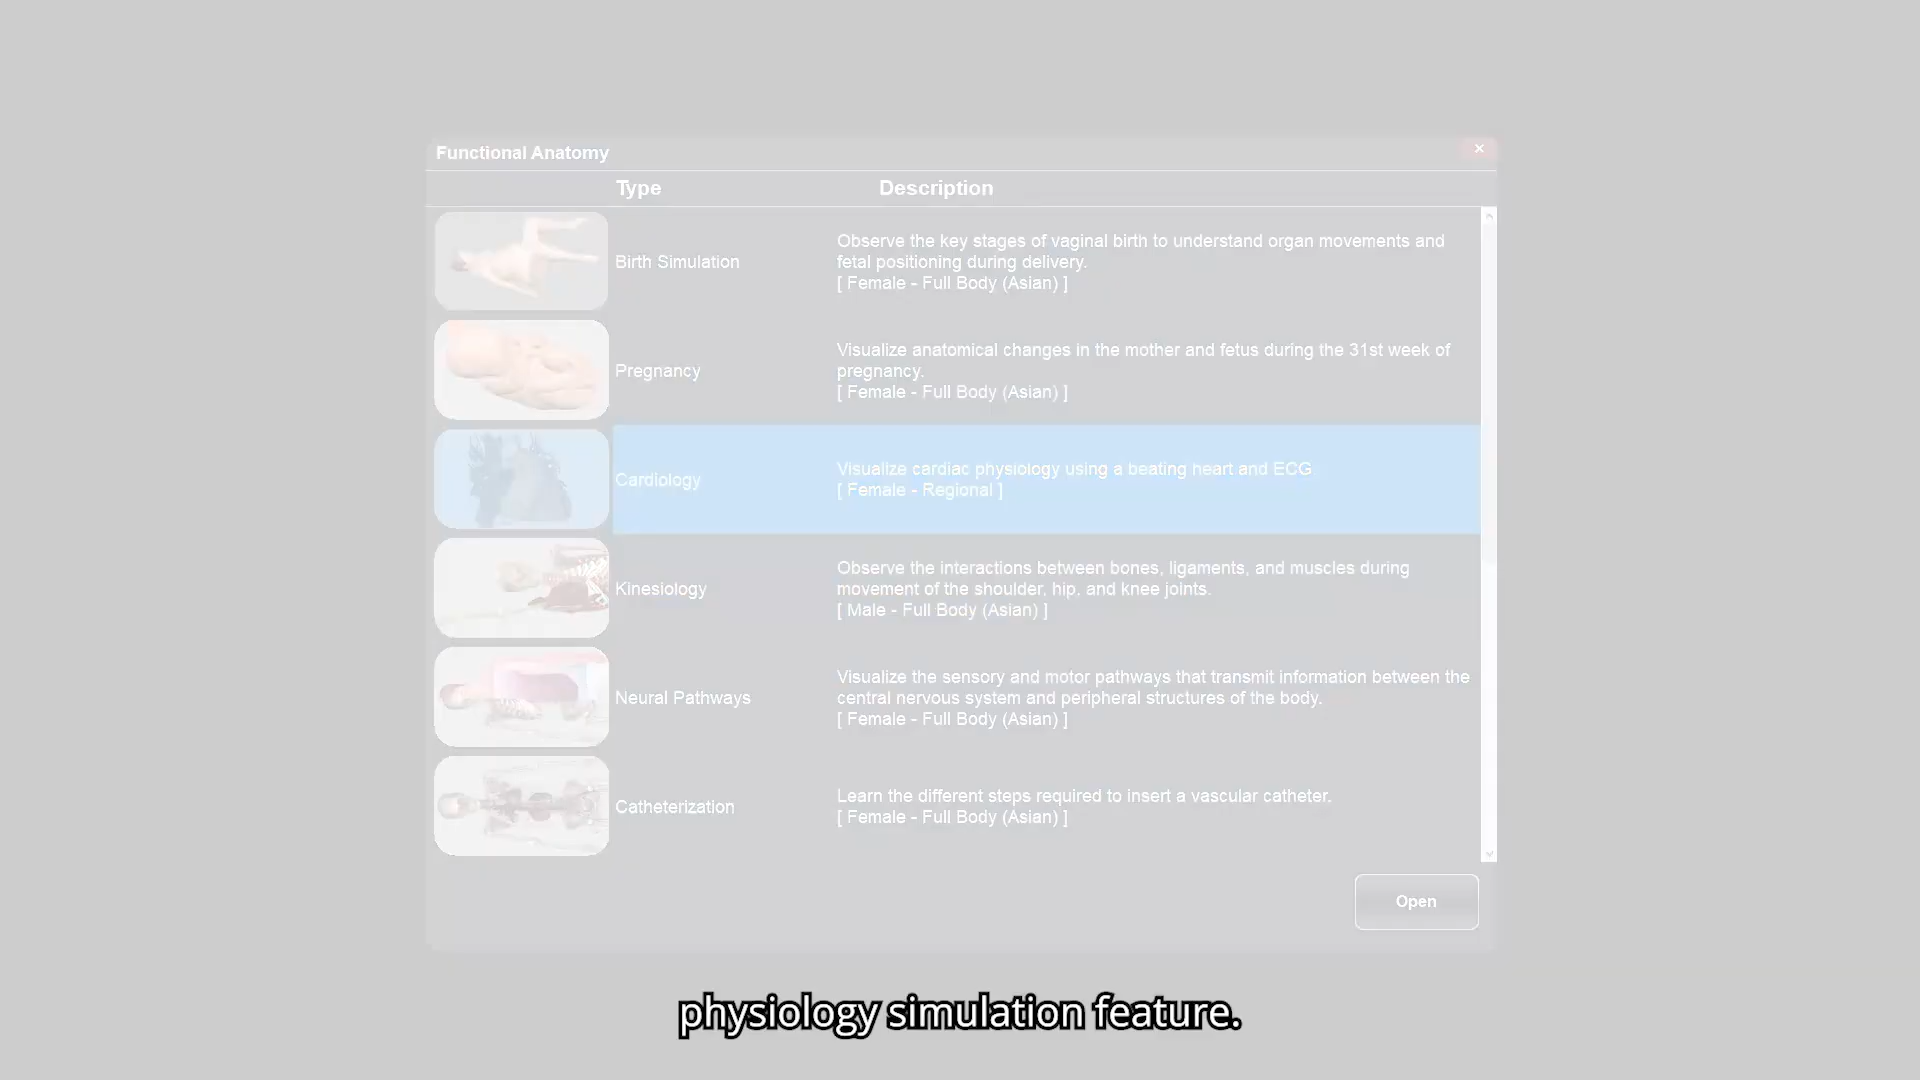 Functional Anatomy
Type Description
Birth Simulation
Observe the key stages of vaginal birth to understand organ movements and
fetal positioning during delivery.
[ Female - Full Body (Asian) ]
Pregnancy
Visualize anatomical changes in the mother and fetus during the 31st week of
pregnancy.
[ Female - Full Body (Asian) ]
Cardiology
Visualize cardiac physiology using a beating heart and ECG.
[ Female - Regional ]
Kinesiology
Observe the interactions between bones, ligaments, and muscles during
movement of the shoulder, hip, and knee joints.
[ Male - Full Body (Asian) ]
Neural Pathways
Visualize the sensory and motor pathways that transmit information between the
central nervous system and peripheral structures of the body.
[ Female - Full Body (Asian) ]
Catheterization
Learn the different steps required to insert a vascular catheter.
[ Female - Full Body (Asian) ]
Open
physiology simulation feature.